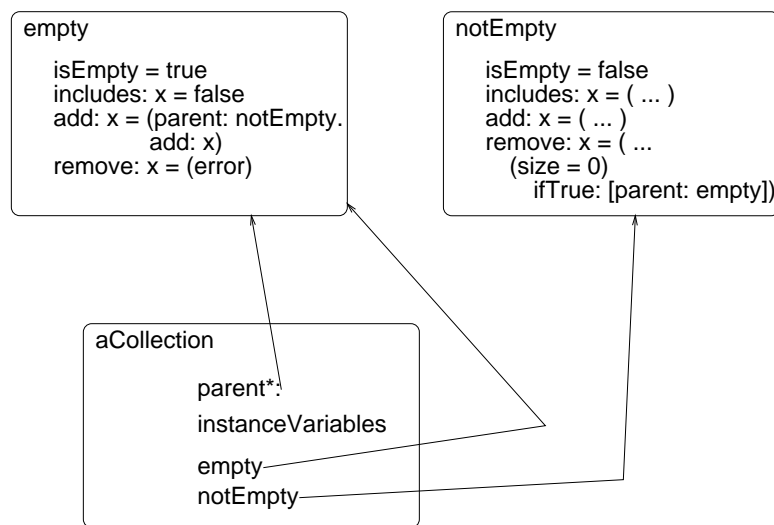 empty
isEmpty = true
includes: x = false
add: x = (parent: notEmpty.
add: x)
remove: x = (error)
notEmpty
isEmpty = false
includes: x = ( ... )
add: x = ( ... )
remove: x = ( ...
(size = 0)
ifTrue: [parent: empty])
aCollection
parent*:
instanceVariables
empty
notEmpty